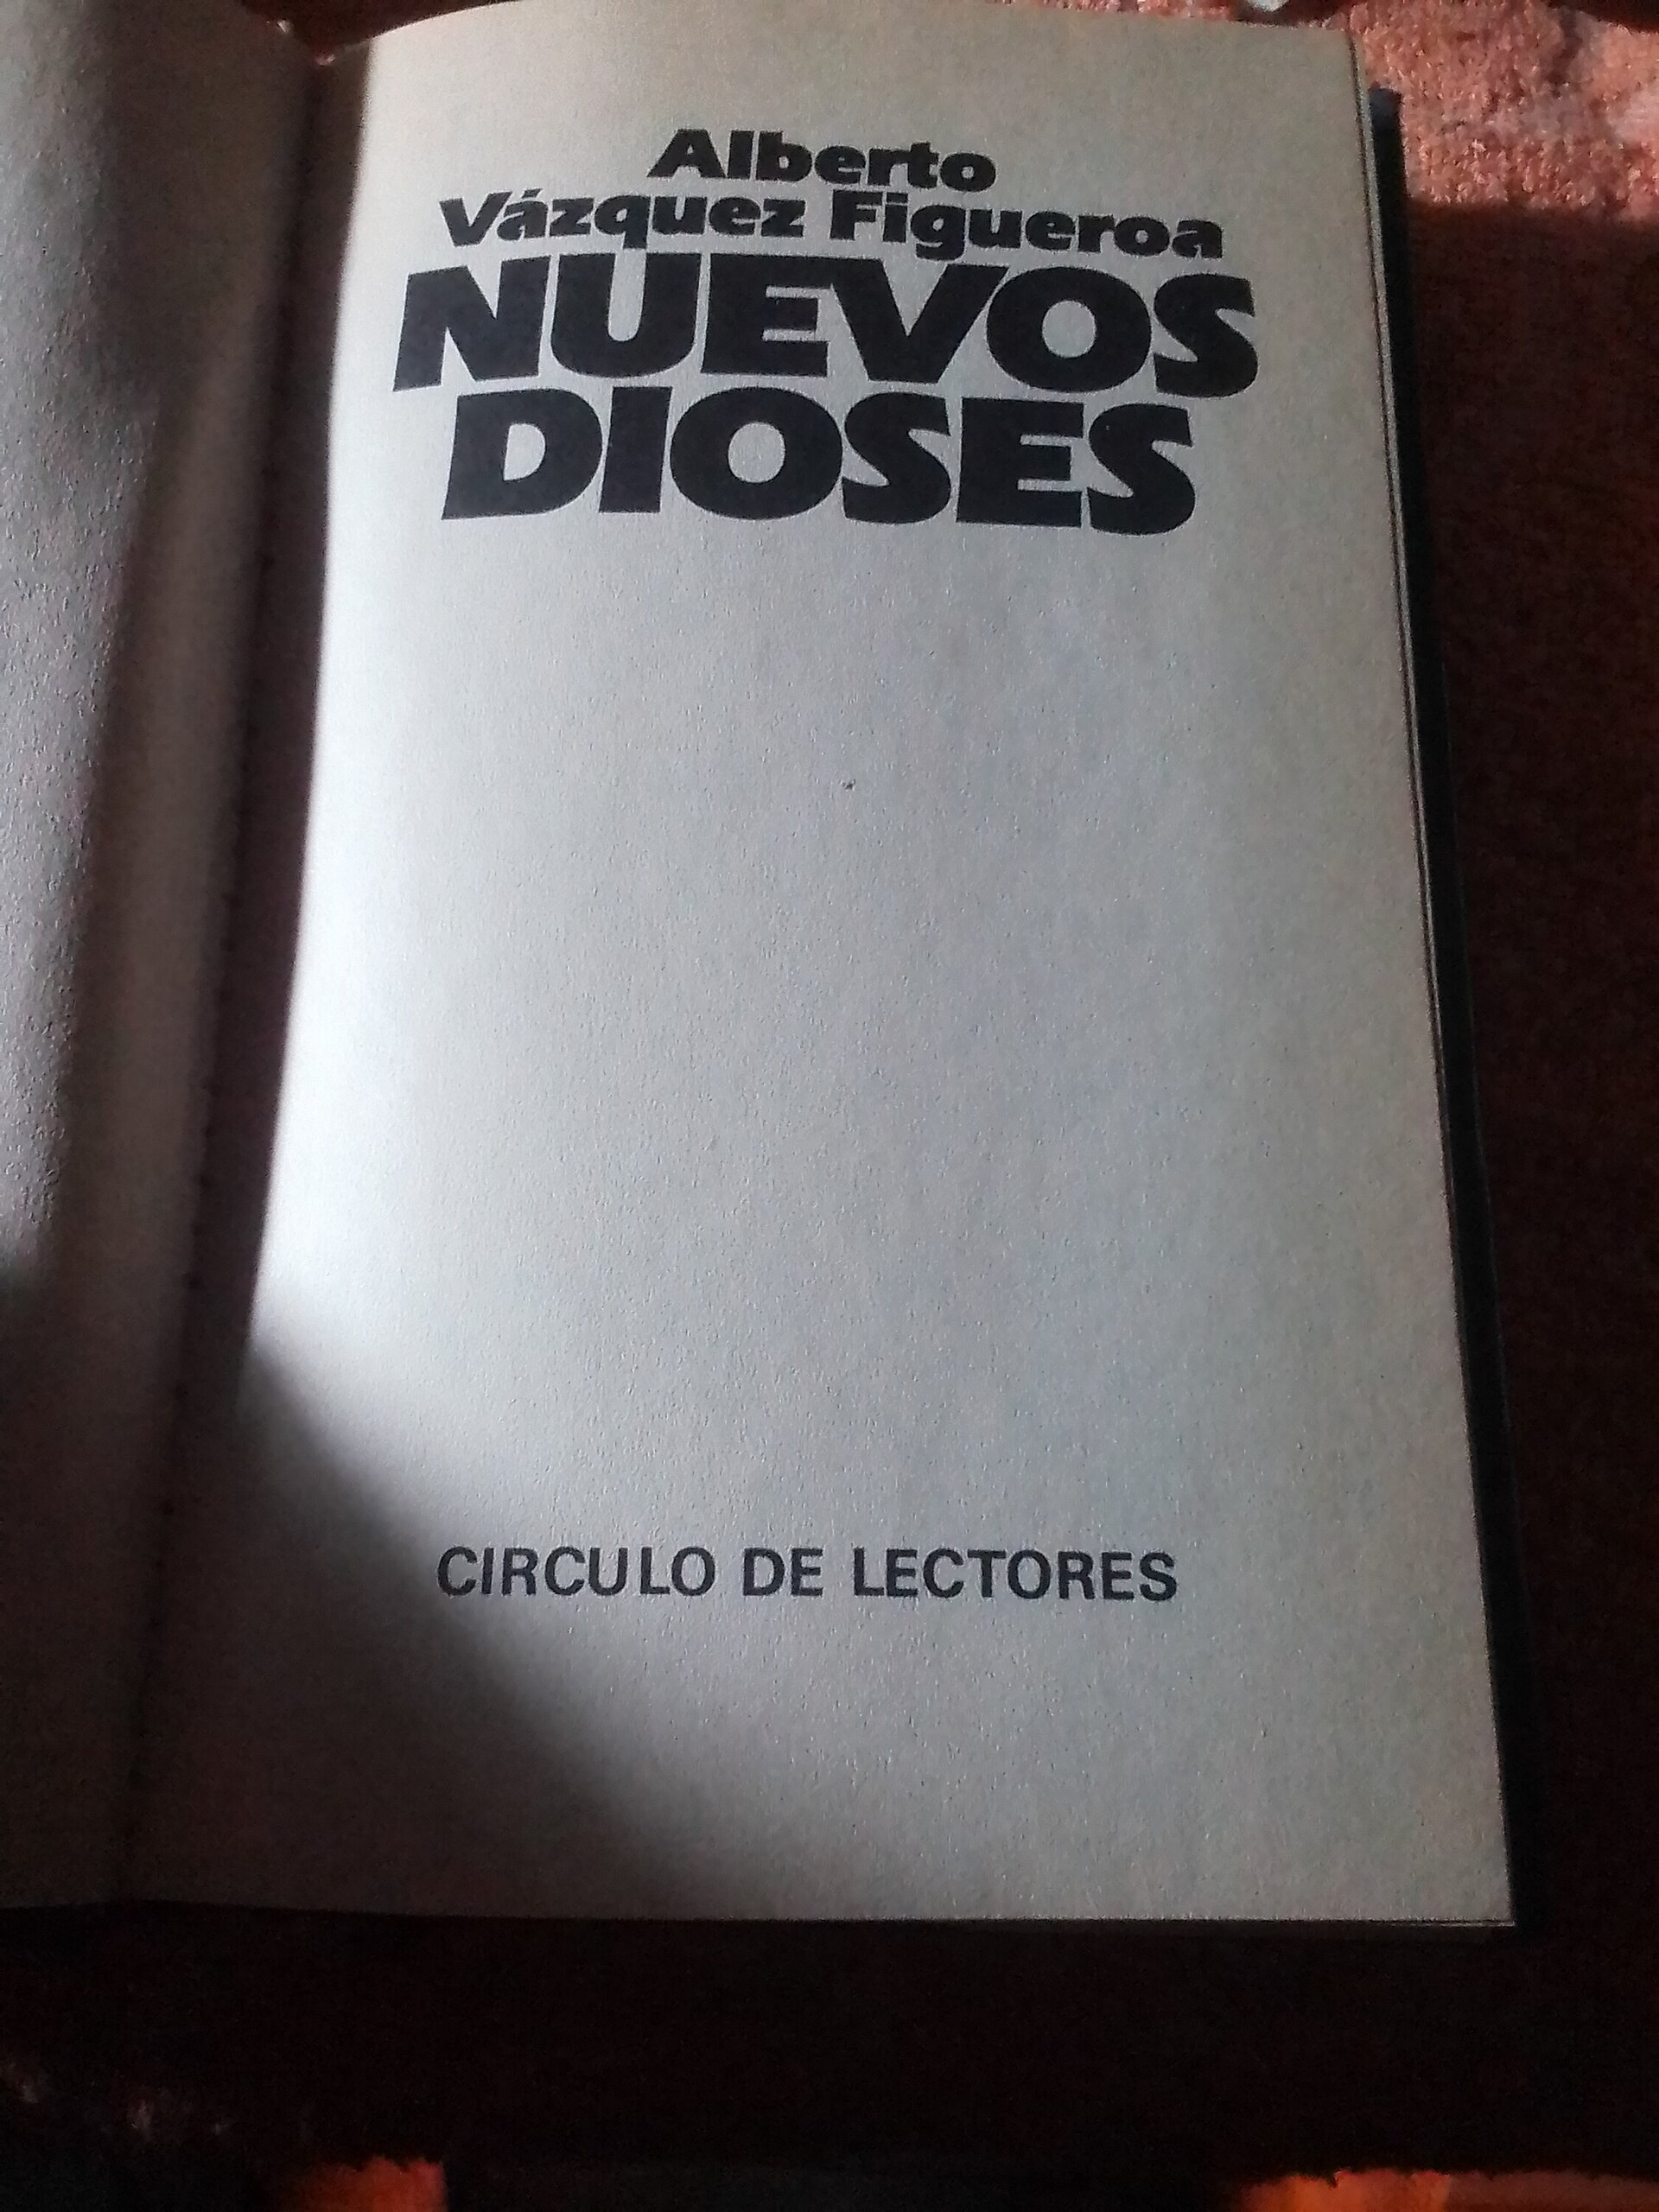 Alberto
Vázquez Figueroa
NUEVOS
DIOSES
CIRCULO DE LECTORES